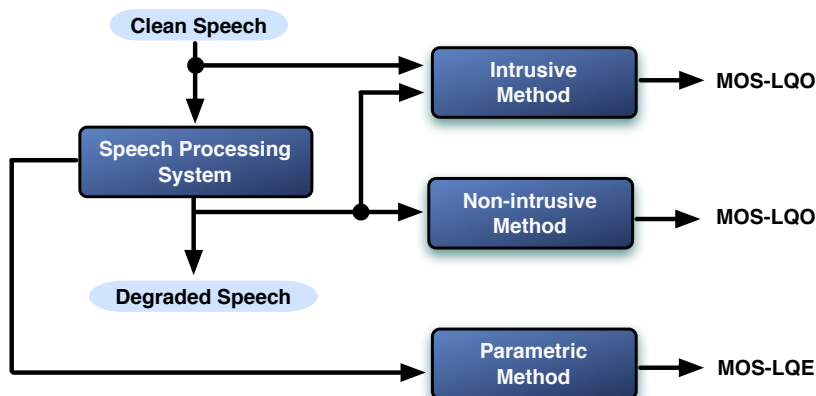 Clean Speech
Intrusive
Method
MOS-LQO
Speech Processing
System
Non-intrusive
Method
MOS-LQO
Degraded Speech
Parametric
Method
MOS-LQE